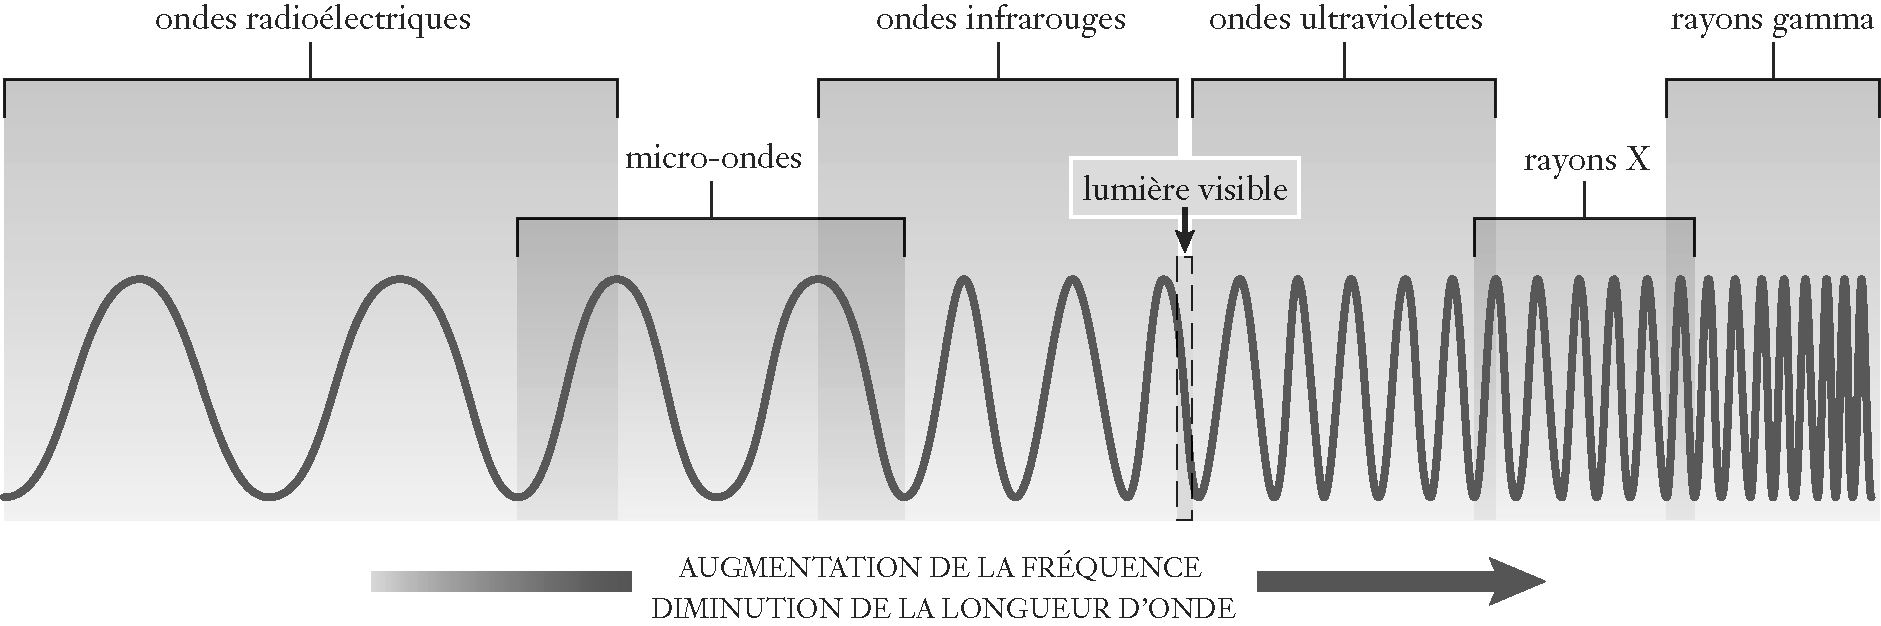 ondes radioélectriques
ondes infrarouges
ondes ultraviolettes
rayons gamma
micro-ondes
rayons X
lumière visible
AUGMENTATION DE LA FRÉQUENCE
DIMINUTION DE LA LONGUEUR D’ONDE